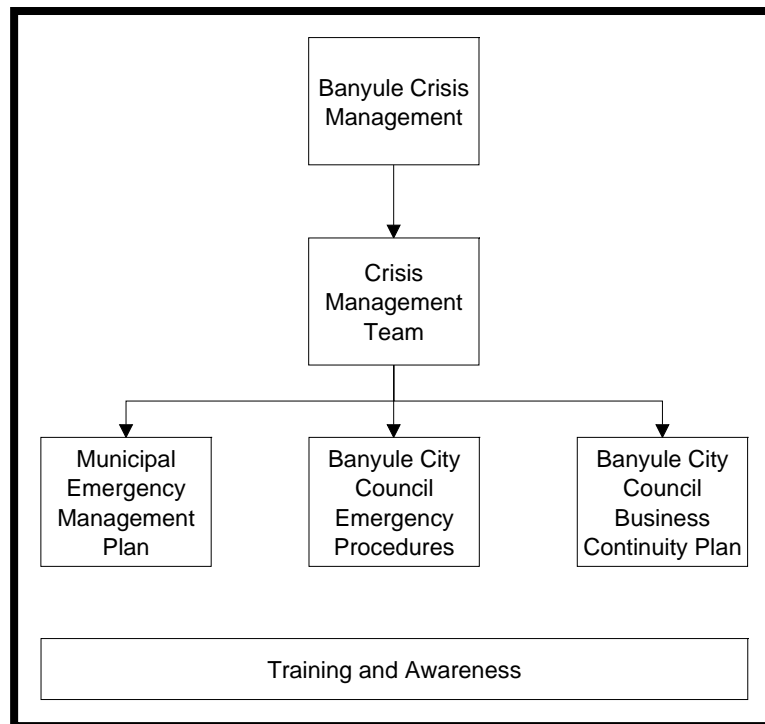 Banyule Crisis
Management
Crisis
Management
Team
Municipal
Emergency
Management
Plan
Banyule City
Council
Emergency
Procedures
Banyule City
Council
Business
Continuity Plan
Training and Awareness